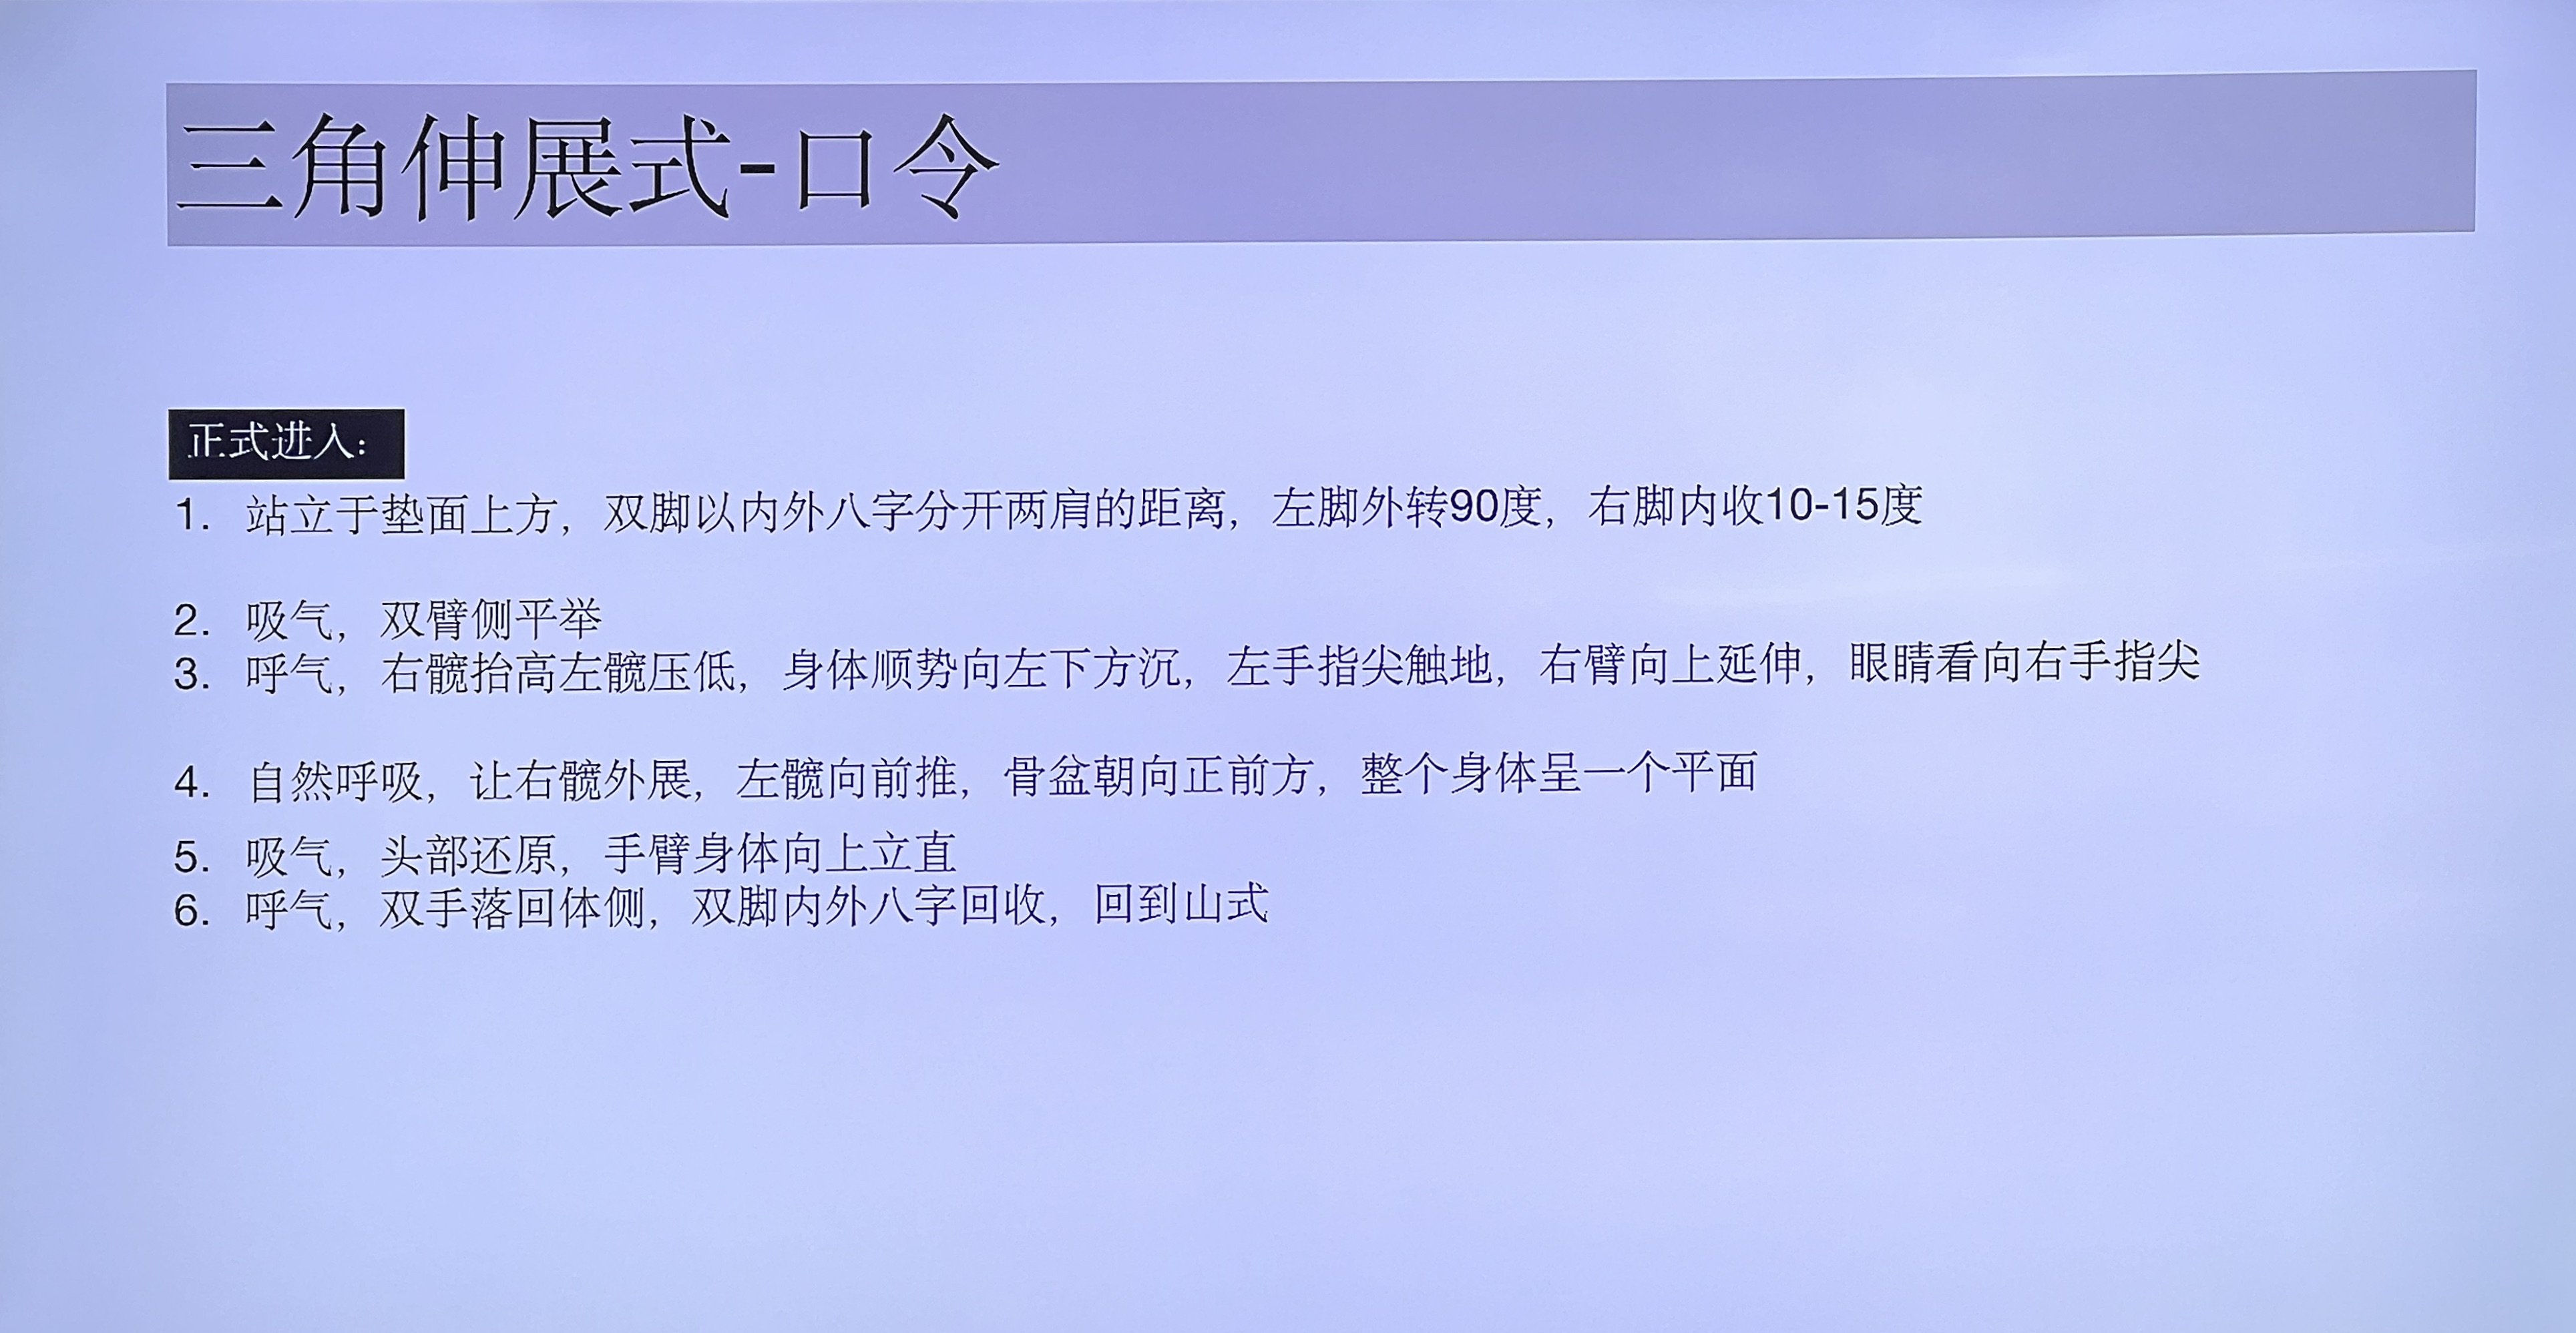 三角伸展式-口令
正式进入：
1. 站立于垫面上方，双脚以内外八字分开两肩的距离，左脚外转90度，右脚内收10-15度
2. 吸气，双臂侧平举
3. 呼气，右髋抬高左髋压低，身体顺势向左下方沉，左手指尖触地，右臂向上延伸，眼睛看向右手指尖
4. 自然呼吸，让右髋外展，左髋向前推，骨盆朝向正前方，整个身体呈一个平面
5. 吸气，头部还原，手臂身体向上立直
6. 呼气，双手落回体侧，双脚内外八字回收，回到山式